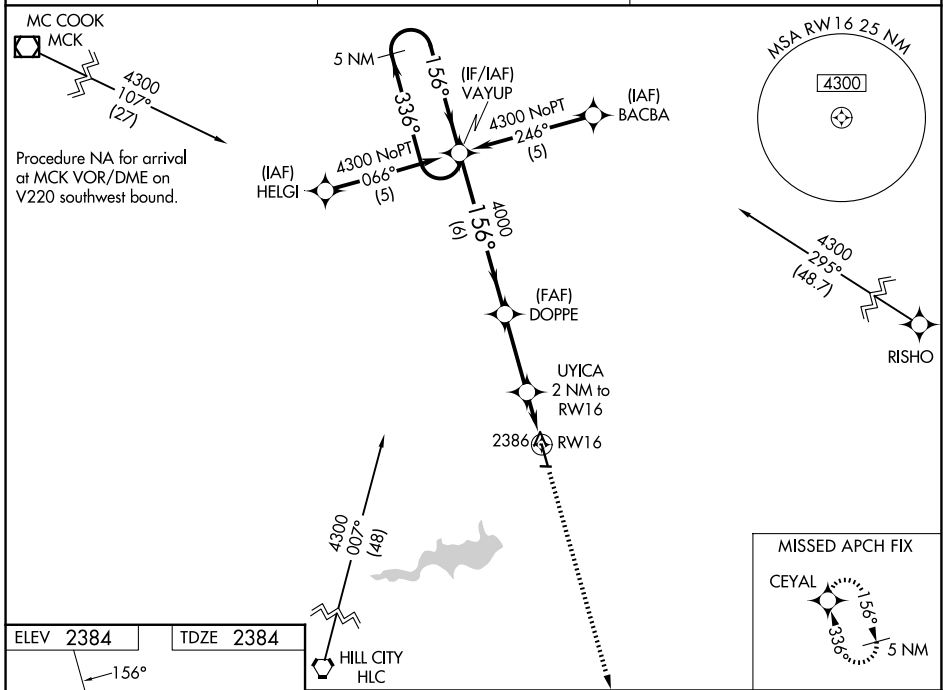 MC COOK
MCK
4300
107°
(27)
Procedure NA for arrival
at MCK VOR/DME on
V220 southwest bound.
5 NM
336°
156°
(IF/IAF)
VAYUP
4300 NoPT
246°
(5)
(IAF)
BACBA
(IAF)
HELGI
4300 NoPT
066°
(5)
4000
156°
(6)
MSA RW16 25 NM
4300
4300
295°
(48.7)
RISHO
(FAF)
DOPPE
UYICA
2 NM to
RW16
2386
RW16
4300
007°
(48)
HILL CITY
HLC
MISSED APCH FIX
CEYAL
156°
336°
5 NM
ELEV 2384
TDZE 2384
156°